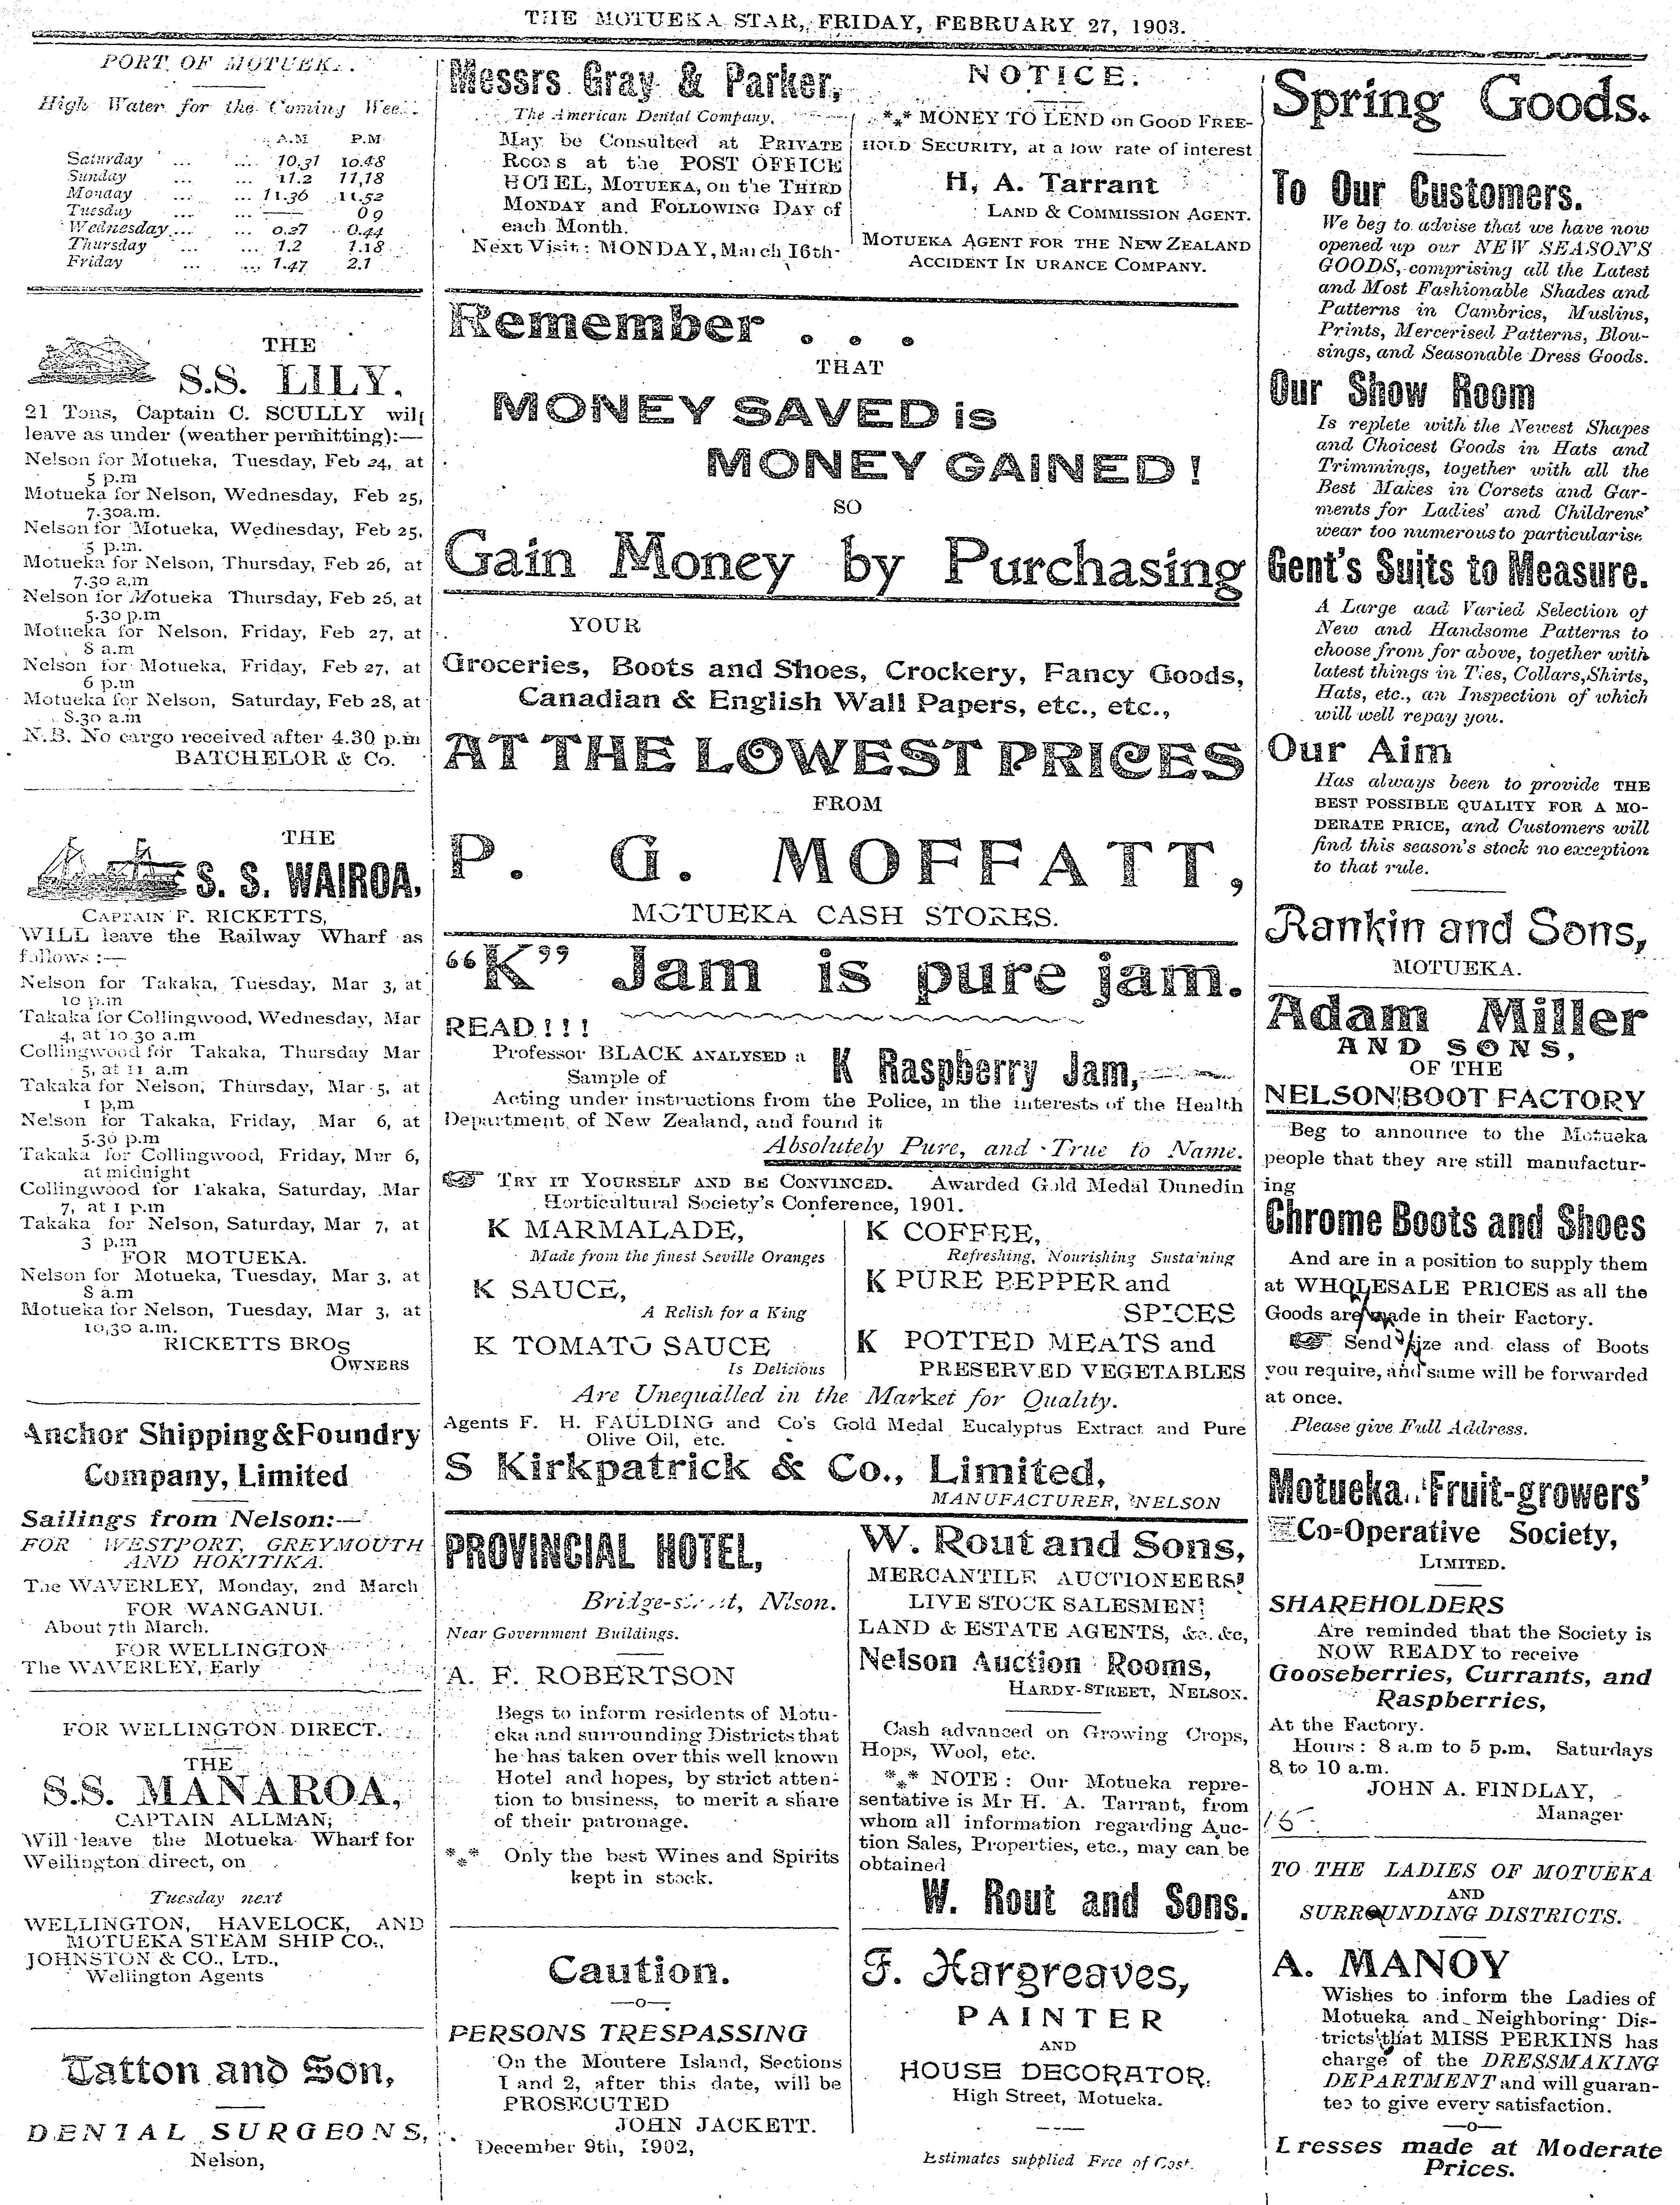 THE MOTUEKA STAR, FRIDAY, FEBRUARY 27, 1903.
PORT OF MOTUEK
High Water for the Coming Wee
A.M P.M
Saturday ... ... 10.31 10.48
Sunday ... ... 11.2 11,18
Monday ... ... 11.36 11.52
Tuesday ... ... —— 0 9
Wednesday ... ... 0.27 0.44
Thursday ... ... 1.2 1.18
Friday ... ... 1.47 2.1
THE
S.S. LILY,
21 Tons, Captain C. SCULLY will
leave as under (weather permitting):—
Nelson for Motueka, Tuesday, Feb 24, at
5 p.m
Motueka for Nelson, Wednesday, Feb 25,
7.30a.m.
Nelson for Motueka, Wednesday, Feb 25,
5 p.m.
Motueka for Nelson, Thursday, Feb 26, at
7.30 a.m
Nelson for Motueka Thursday, Feb 26, at
5.30 p.m
Motueka for Nelson, Friday, Feb 27, at
8 a.m
Nelson for Motueka, Friday, Feb 27, at
6 p.m
Motueka for Nelson, Saturday, Feb 28, at
8.30 a.m
N.B. No cargo received after 4.30 p.m
BATCHELOR & Co.
THE
S. S. WAIROA,
CAPTAIN F. RICKETTS,
WILL leave the Railway Wharf as
follows :—
Nelson for Takaka, Tuesday, Mar 3, at
10 p.m
Takaka for Collingwood, Wednesday, Mar
4, at 10 30 a.m
Collingwood for Takaka, Thursday Mar
5, at 11 a.m
Takaka for Nelson, Thursday, Mar 5, at
1 p,m
Nelson for Takaka, Friday, Mar 6, at
5.30 p.m
Takaka for Collingwood, Friday, Mar 6,
at midnight
Collingwood for Takaka, Saturday, Mar
7, at 1 p.m
Takaka for Nelson, Saturday, Mar 7, at
3 p.m
FOR MOTUEKA.
Nelson for Motueka, Tuesday, Mar 3, at
8 a.m
Motueka for Nelson, Tuesday, Mar 3, at
10,30 a.m.
RICKETTS BROS
OWNERS
Anchor Shipping & Foundry
Company, Limited
Sailings from Nelson:—
FOR WESTPORT, GREYMOUTH
AND HOKITIKA.
The WAVERLEY, Monday, 2nd March
FOR WANGANUI.
About 7th March.
FOR WELLINGTON
The WAVERLEY, Early
FOR WELLINGTON DIRECT.
THE
S.S. MANAROA,
CAPTAIN ALLMAN;
Will leave the Motueka Wharf for
Wellington direct, on
Tuesday next
WELLINGTON, HAVELOCK, AND
MOTUEKA STEAM SHIP CO.,
JOHNSTON & CO., LTD.,
Wellington Agents
Tatton and Son,
DENTAL SURGEONS,
Nelson,
Messrs Gray & Parker,
The American Dental Company.
May be Consulted at PRIVATE
Rooms at the POST OFFICE
HOTEL, MOTUEKA, on the THIRD
MONDAY and FOLLOWING DAY of
each Month.
Next Visit: MONDAY, March 16th-
NOTICE.
*** MONEY TO LEND on GOOD FREE-
HOLD SECURITY, at a low rate of interest
H, A. Tarrant
LAND & COMMISSION AGENT.
MOTUEKA AGENT FOR THE NEW ZEALAND
ACCIDENT IN URANCE COMPANY.
Remember . . .
THAT
MONEY SAVED is
MONEY GAINED !
SO
Gain Money by Purchasing
YOUR
Groceries, Boots and Shoes, Crockery, Fancy Goods,
Canadian & English Wall Papers, etc., etc.,
AT THE LOWEST PRICES
FROM
P. G. MOFFATT,
MOTUEKA CASH STORES.
“K” Jam is pure jam.
READ!!!
Professor BLACK ANALYSED a
Sample of
K Raspberry Jam,
Acting under instructions from the Police, in the interests of the Health
Department of New Zealand, and found it
Absolutely Pure, and True to Name.
TRY IT YOURSELF AND BE CONVINCED. Awarded Gold Medal Dunedin
Horticultural Society's Conference, 1901.
K MARMALADE,
Made from the finest Seville Oranges
K SAUCE,
A Relish for a King
K TOMATO SAUCE
Is Delicious
K COFFEE,
Refreshing, Nourishing Sustaining
K PURE PEPPER and
SPICES
K POTTED MEATS and
PRESERVED VEGETABLES
Are Unequalled in the Market for Quality.
Agents F. H. FAULDING and Co's Gold Medal Eucalyptus Extract and Pure
Olive Oil, etc.
S Kirkpatrick & Co., Limited,
MANUFACTURER, NELSON
PROVINCIAL HOTEL,
Bridge-st t, Nlson.
Near Government Buildings.
A. F. ROBERTSON
Begs to inform residents of Motu-
eka and surrounding Districts that
he has taken over this well known
Hotel and hopes, by strict atten-
tion to business, to merit a share
of their patronage.
*** Only the best Wines and Spirits
kept in stock.
Caution.
—o—
PERSONS TRESPASSING
On the Moutere Island, Sections
1 and 2, after this date, will be
PROSECUTED
JOHN JACKETT.
December 9th, 1902,
W. Rout and Sons,
MERCANTILE AUCTIONEERS
LIVE STOCK SALESMEN
LAND & ESTATE AGENTS, &c. &c,
Nelson Auction Rooms,
HARDY-STREET, NELSON.
Cash advanced on Growing Crops,
Hops, Wool, etc.
*** NOTE: Our Motueka repre-
sentative is Mr H. A. Tarrant, from
whom all information regarding Auc-
tion Sales, Properties, etc., may can be
obtained
W. Rout and Sons.
F. Hargreaves,
PAINTER
AND
HOUSE DECORATOR.
High Street, Motueka.
Estimates supplied Free of Cost.
Spring Goods.
To Our Customers.
We beg to advise that we have now
opened up our NEW SEASON'S
GOODS, comprising all the Latest
and Most Fashionable Shades and
Patterns in Cambrics, Muslins,
Prints, Mercerised Patterns, Blou-
sings, and Seasonable Dress Goods.
Our Show Room
Is replete with the Newest Shapes
and Choicest Goods in Hats and
Trimmings, together with all the
Best Makes in Corsets and Gar-
ments for Ladies' and Childrens'
wear too numerous to particularise
Gent's Suits to Measure.
A Large aad Varied Selection of
New and Handsome Patterns to
choose from for above, together with
latest things in Ties, Collars, Shirts,
Hats, etc., an Inspection of which
will well repay you.
Our Aim
Has always been to provide THE
BEST POSSIBLE QUALITY FOR A MO-
DERATE PRICE, and Customers will
find this season's stock no exception
to that rule.
Rankin and Sons,
MOTUEKA.
Adam Miller
AND SONS,
OF THE
NELSON BOOT FACTORY
Beg to announce to the Motueka
people that they are still manufactur-
ing
Chrome Boots and Shoes
And are in a position to supply them
at WHOLESALE PRICES as all the
Goods are made in their Factory.
Send size and class of Boots
you require, and same will be forwarded
at once.
Please give Full Address.
Motueka Fruit-growers'
Co-Operative Society,
LIMITED.
SHAREHOLDERS
Are reminded that the Society is
NOW READY to receive
Gooseberries, Currants, and
Raspberries,
At the Factory.
Hours: 8 a.m to 5 p.m. Saturdays
8 to 10 a.m.
JOHN A. FINDLAY,
Manager
15
TO THE LADIES OF MOTUEKA
AND
SURROUNDING DISTRICTS.
A. MANOY
Wishes to inform the Ladies of
Motueka and Neighboring Dis-
tricts that MISS PERKINS has
charge of the DRESSMAKING
DEPARTMENT and will guaran-
tee to give every satisfaction.
—o—
Dresses made at Moderate
Prices.